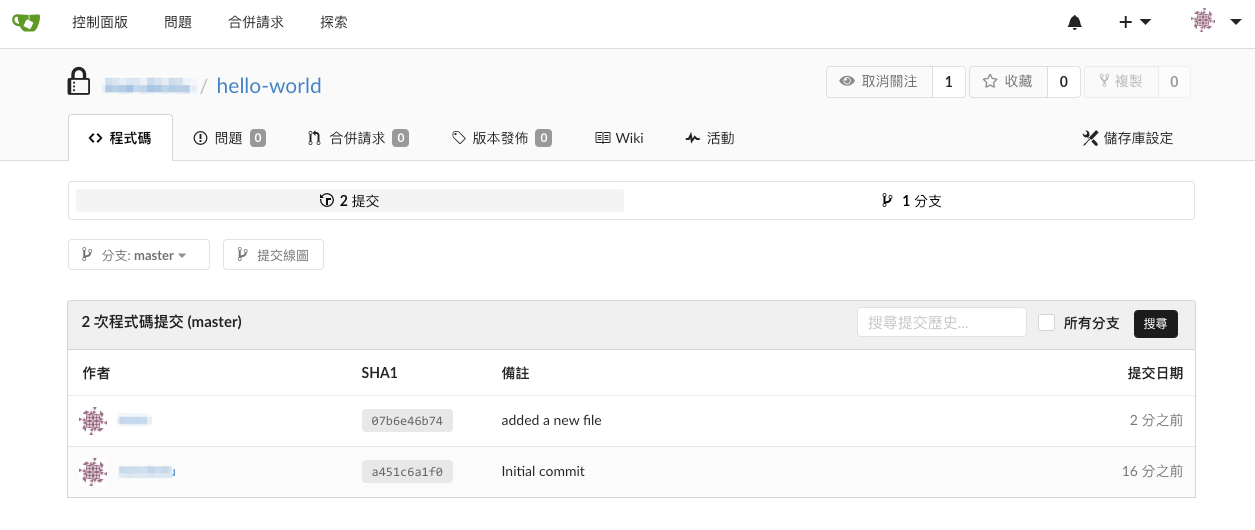 控制面版 問題 合併請求 探索
/ hello-world 取消關注 1 收藏 0 複製 0
程式碼 問題 0 合併請求 0 版本發佈 0 Wiki 活動 儲存庫設定
2 提交 1 分支
分支: master 提交線圖
2 次程式碼提交 (master) 搜尋提交歷史... 所有分支 搜尋
作者 SHA1 備註 提交日期
07b6e46b74 added a new file 2 分之前
a451c6a1f0 Initial commit 16 分之前